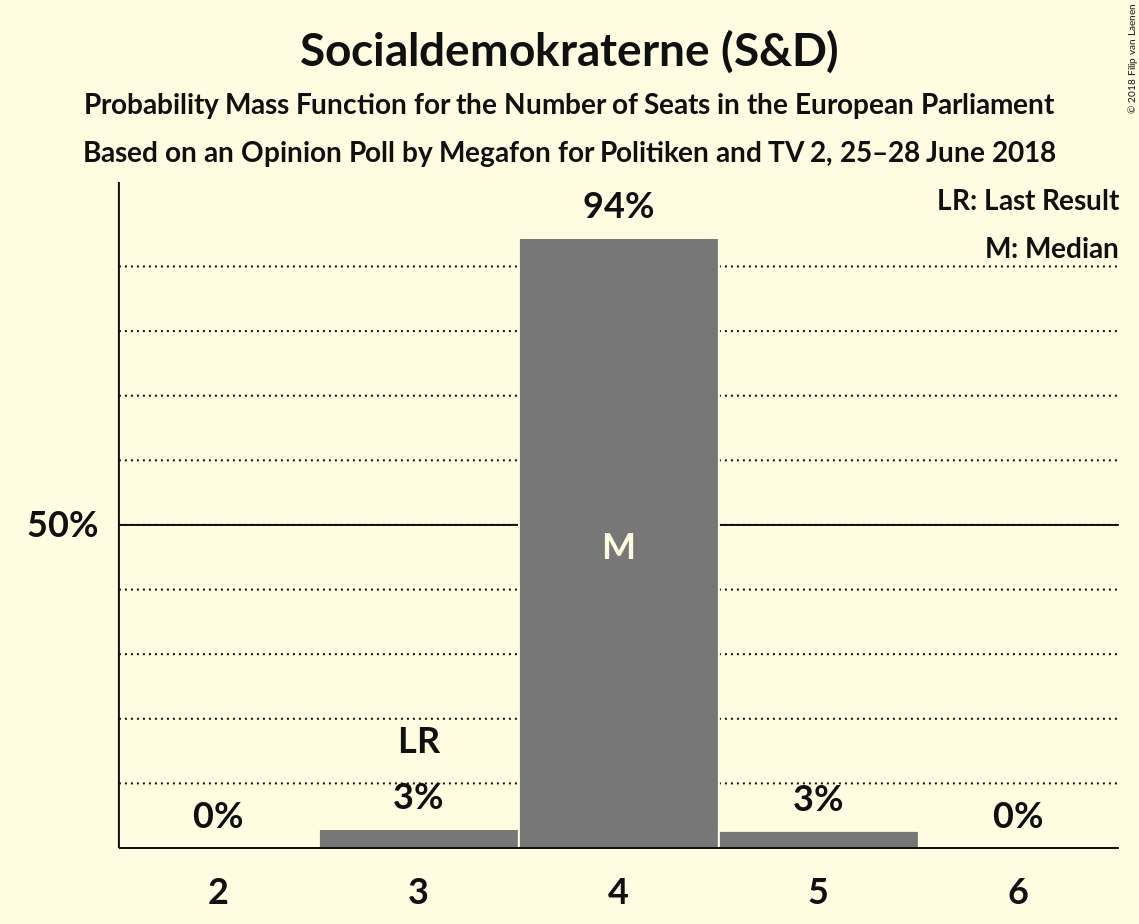 Socialdemokraterne (S&D)
Probability Mass Function for the Number of Seats in the European Parliament
Based on an Opinion Poll by Megafon for Politiken and TV 2, 25–28 June 2018
© 2018 Filip van Laenen
LR: Last Result
M: Median
94%
50%
M
LR
0%
3%
3%
0%
2
3
4
5
6